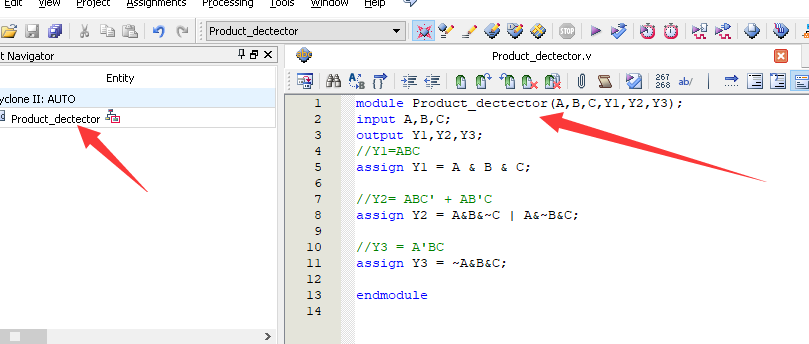 Edit View Project Assignments Processing Tools Window Help
Product_dectector
Navigator
Product_dectector.v
Entity
267
268
ab/
yclone II: AUTO
Product_dectector
1 module Product_dectector(A,B,C,Y1,Y2,Y3);
2 input A,B,C;
3 output Y1,Y2,Y3;
4 //Y1=ABC
5 assign Y1 = A & B & C;
6
7 //Y2= ABC' + AB'C
8 assign Y2 = A&B&~C | A&~B&C;
9
10 //Y3 = A'BC
11 assign Y3 = ~A&B&C;
12
13 endmodule
14